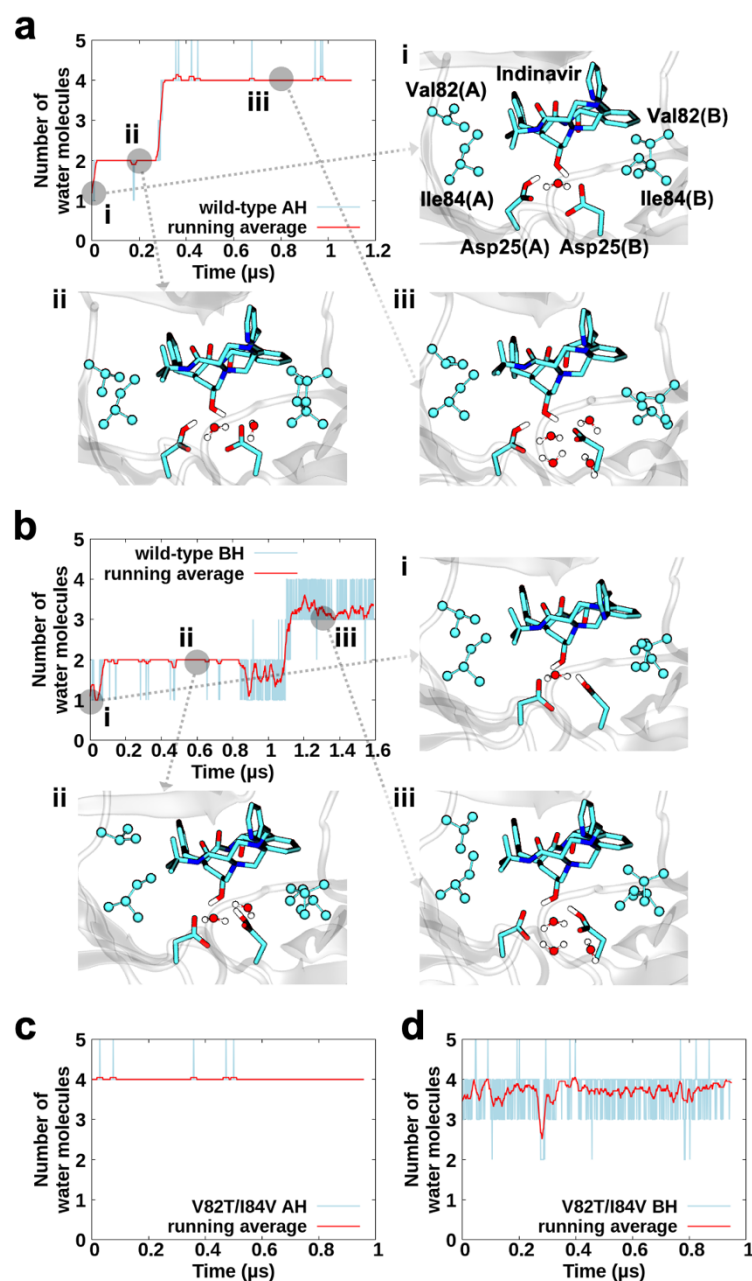 a
Number of
water molecules
5
4
3
2
1
0
0 0.2 0.4 0.6 0.8 1 1.2
Time (µs)
i
ii
iii
wild-type AH
running average
i
Indinavir
Val82(A)
Val82(B)
Ile84(A)
Ile84(B)
Asp25(A) Asp25(B)
ii
iii
b
Number of
water molecules
5
4
3
2
1
0
0 0.2 0.4 0.6 0.8 1 1.2 1.4 1.6
Time (µs)
wild-type BH
running average
i
ii
iii
i
ii
iii
c
Number of
water molecules
5
4
3
2
1
0
0 0.2 0.4 0.6 0.8 1
Time (µs)
V82T/I84V AH
running average
d
Number of
water molecules
5
4
3
2
1
0
0 0.2 0.4 0.6 0.8 1
Time (µs)
V82T/I84V BH
running average